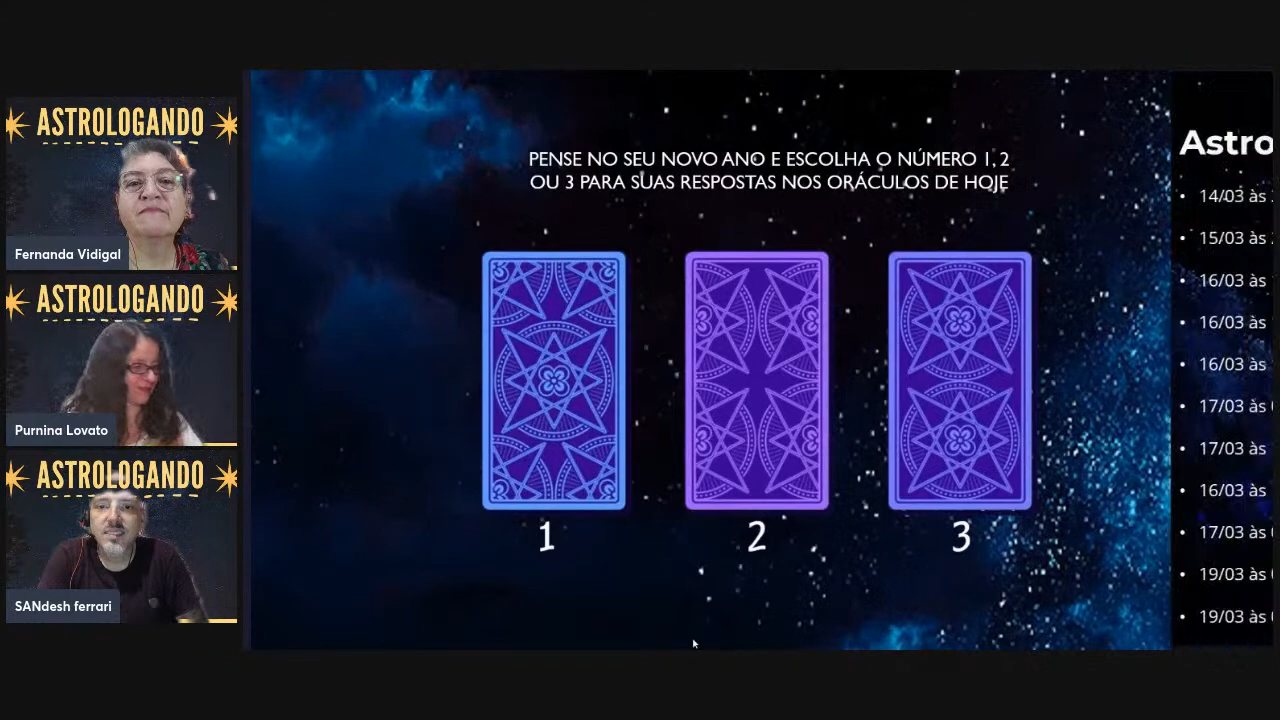 ASTROLOGANDO
Fernanda Vidigal
ASTROLOGANDO
Purnina Lovato
ASTROLOGANDO
SANdesh ferrari
PENSE NO SEU NOVO ANO E ESCOLHA O NÚMERO 1, 2
OU 3 PARA SUAS RESPOSTAS NOS ORÁCULOS DE HOJE
1
2
3
Astro
• 14/03 às
• 15/03 às
• 16/03 às
• 16/03 às
• 16/03 às
• 17/03 às
• 17/03 às
• 16/03 às
• 17/03 às
• 19/03 às
• 19/03 às